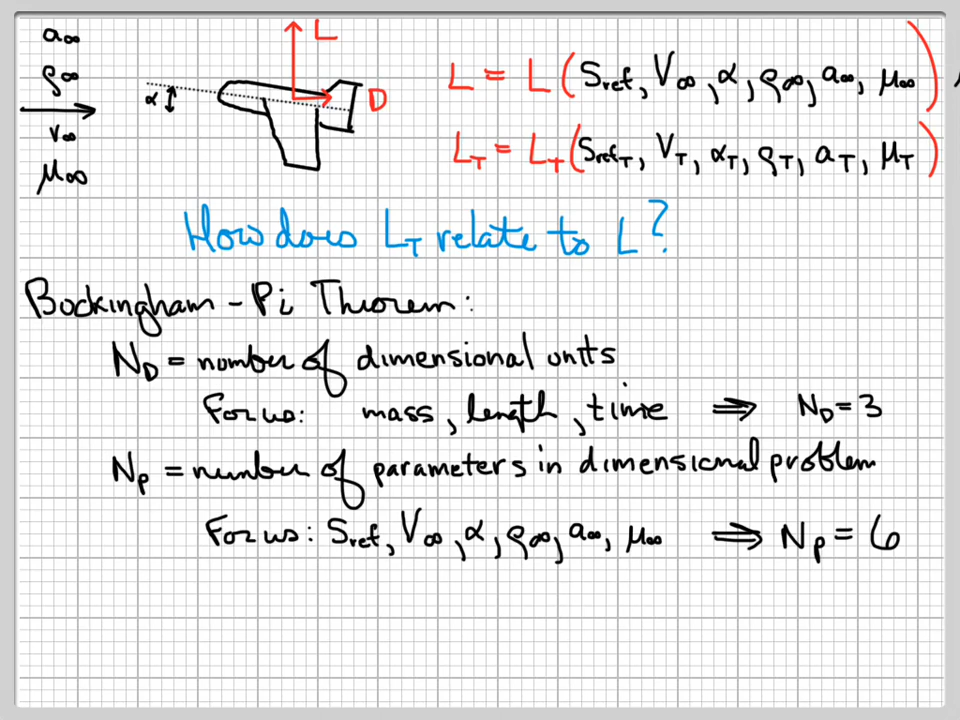 a∞
ρ∞
V∞
μ∞
α
L
D
L = L (Sref, V∞, α, ρ∞, a∞, μ∞)
LT = LT (SrefT, VT, αT, ρT, aT, μT)
How does LT relate to L?
Buckingham - Pi Theorem:
ND = number of dimensional units
For us: mass, length, time ⇒ ND = 3
Np = number of parameters in dimensional problem
For us: Sref, V∞, α, ρ∞, a∞, μ∞ ⇒ Np = 6